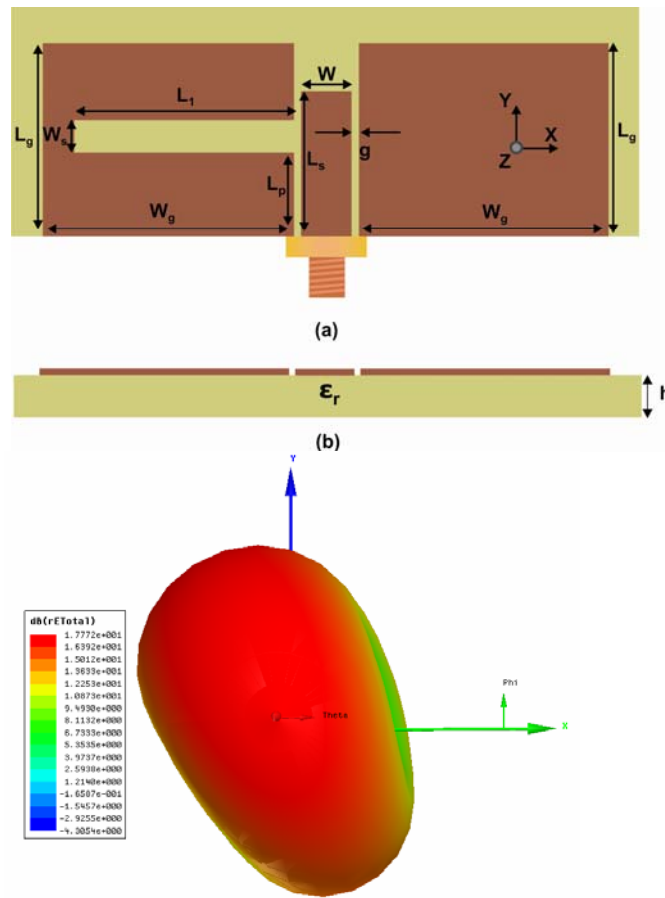 W
L1
Lg
Ws
Lp
Ls
g
Y
X
Z
Lg
Wg
Wg
(a)
εr
h
(b)
Y
dB(rETotal)
1.7772e+001
1.6392e+001
1.5012e+001
1.3633e+001
1.2253e+001
1.0873e+001
9.4930e+000
8.1132e+000
6.7333e+000
5.3535e+000
3.9737e+000
2.5938e+000
1.2140e+000
-1.6587e-001
-1.5457e+000
-2.9255e+000
-4.3054e+000
Phi
Theta
X